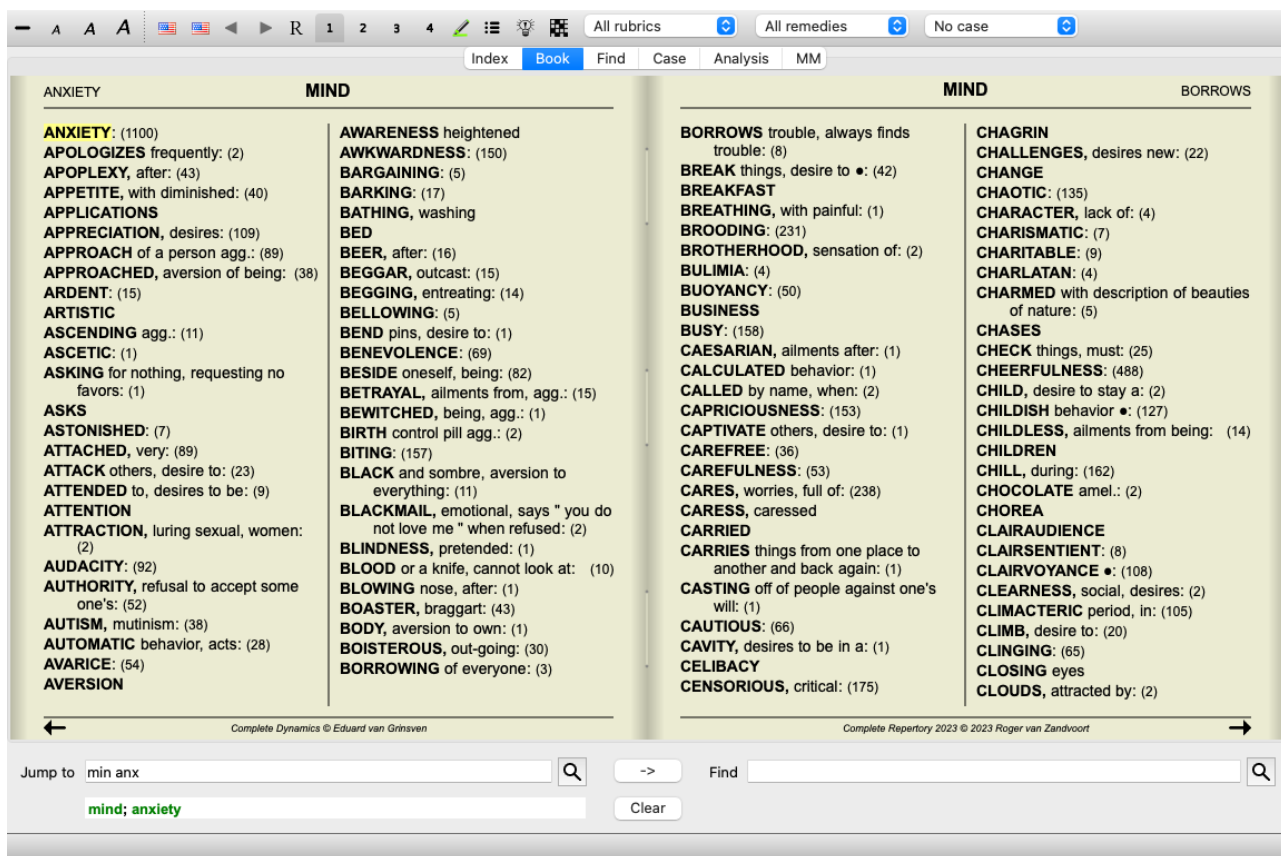 A A A R 1 2 3 4 All rubrics All remedies No case
Index Book Find Case Analysis MM
ANXIETY MIND
ANXIETY: (1100)
APOLOGIZES frequently: (2)
APOPLEXY, after: (43)
APPETITE, with diminished: (40)
APPLICATIONS
APPRECIATION, desires: (109)
APPROACH of a person agg.: (89)
APPROACHED, aversion of being: (38)
ARDENT: (15)
ARTISTIC
ASCENDING agg.: (11)
ASCETIC: (1)
ASKING for nothing, requesting no
favors: (1)
ASKS
ASTONISHED: (7)
ATTACHED, very: (89)
ATTACK others, desire to: (23)
ATTENDED to, desires to be: (9)
ATTENTION
ATTRACTION, luring sexual, women:
(2)
AUDACITY: (92)
AUTHORITY, refusal to accept some
one's: (52)
AUTISM, mutinism: (38)
AUTOMATIC behavior, acts: (28)
AVARICE: (54)
AVERSION
AWARENESS heightened
AWKWARDNESS: (150)
BARGAINING: (5)
BARKING: (17)
BATHING, washing
BED
BEER, after: (16)
BEGGAR, outcast: (15)
BEGGING, entreating: (14)
BELLOWING: (5)
BEND pins, desire to: (1)
BENEVOLENCE: (69)
BESIDE oneself, being: (82)
BETRAYAL, ailments from, agg.: (15)
BEWITCHED, being, agg.: (1)
BIRTH control pill agg.: (2)
BITING: (157)
BLACK and sombre, aversion to
everything: (11)
BLACKMAIL, emotional, says " you do
not love me " when refused: (2)
BLINDNESS, pretended: (1)
BLOOD or a knife, cannot look at: (10)
BLOWING nose, after: (1)
BOASTER, braggart: (43)
BODY, aversion to own: (1)
BOISTEROUS, out-going: (30)
BORROWING of everyone: (3)
Complete Dynamics © Eduard van Grinsven
MIND BORROWS
BORROWS trouble, always finds
trouble: (8)
BREAK things, desire to ●: (42)
BREAKFAST
BREATHING, with painful: (1)
BROODING: (231)
BROTHERHOOD, sensation of: (2)
BULIMIA: (4)
BUOYANCY: (50)
BUSINESS
BUSY: (158)
CAESARIAN, ailments after: (1)
CALCULATED behavior: (1)
CALLED by name, when: (2)
CAPRICIOUSNESS: (153)
CAPTIVATE others, desire to: (1)
CAREFREE: (36)
CAREFULNESS: (53)
CARES, worries, full of: (238)
CARESS, caressed
CARRIED
CARRIES things from one place to
another and back again: (1)
CASTING off of people against one's
will: (1)
CAUTIOUS: (66)
CAVITY, desires to be in a: (1)
CELIBACY
CENSORIOUS, critical: (175)
CHAGRIN
CHALLENGES, desires new: (22)
CHANGE
CHAOTIC: (135)
CHARACTER, lack of: (4)
CHARISMATIC: (7)
CHARITABLE: (9)
CHARLATAN: (4)
CHARMED with description of beauties
of nature: (5)
CHASES
CHECK things, must: (25)
CHEERFULNESS: (488)
CHILD, desire to stay a: (2)
CHILDISH behavior ●: (127)
CHILDLESS, ailments from being: (14)
CHILDREN
CHILL, during: (162)
CHOCOLATE amel.: (2)
CHOREA
CLAIRAUDIENCE
CLAIRSENTIENT: (8)
CLAIRVOYANCE ●: (108)
CLEARNESS, social, desires: (2)
CLIMACTERIC period, in: (105)
CLIMB, desire to: (20)
CLINGING: (65)
CLOSING eyes
CLOUDS, attracted by: (2)
Complete Repertory 2023 © 2023 Roger van Zandvoort
Jump to min anx -> Find
mind; anxiety Clear